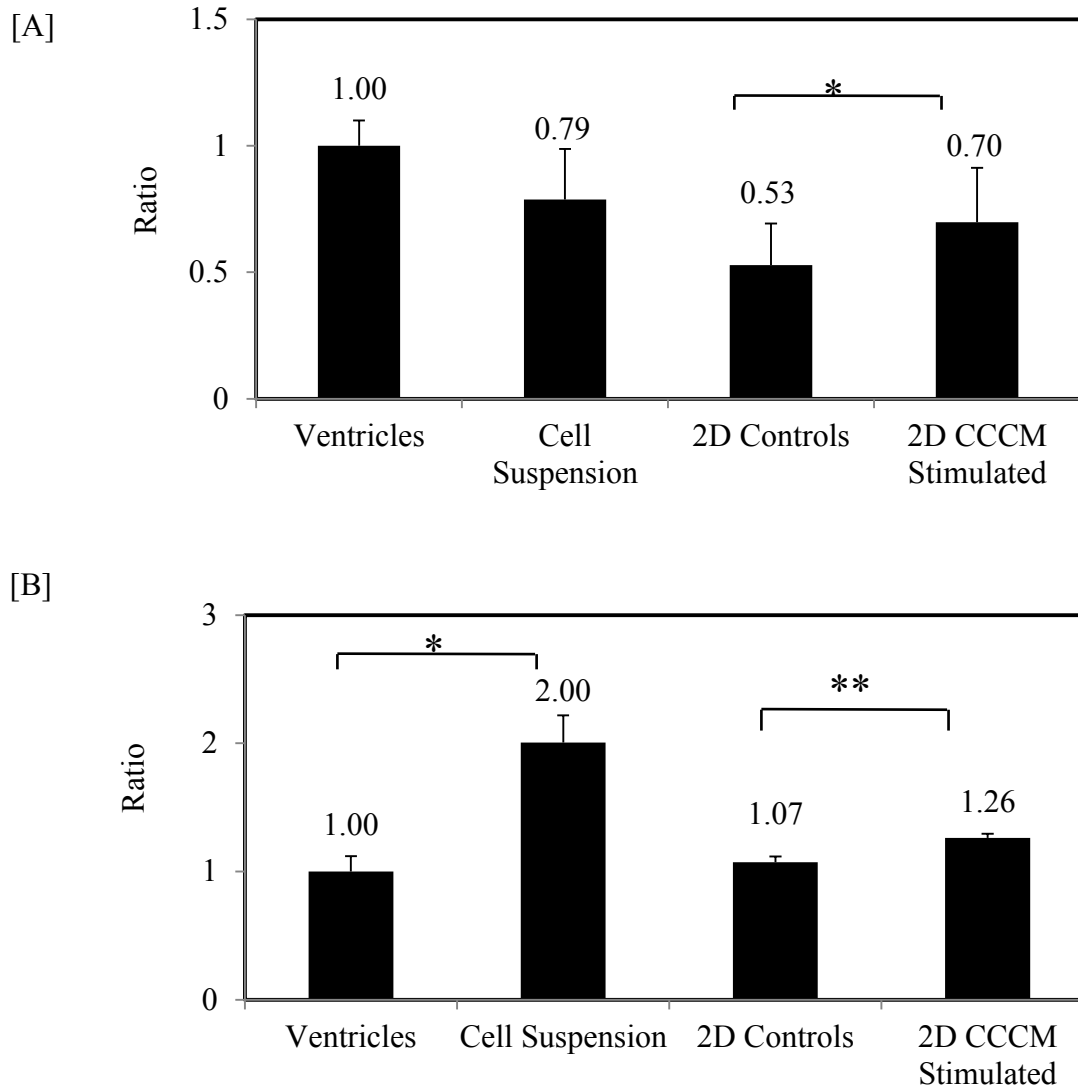 [A]
1.5
1
0.5
0
Ratio
1.00
0.79
0.53
0.70
*
Ventricles
Cell
Suspension
2D Controls
2D CCCM
Stimulated
[B]
3
2
1
0
Ratio
*
**
1.00
2.00
1.07
1.26
Ventricles
Cell Suspension
2D Controls
2D CCCM
Stimulated